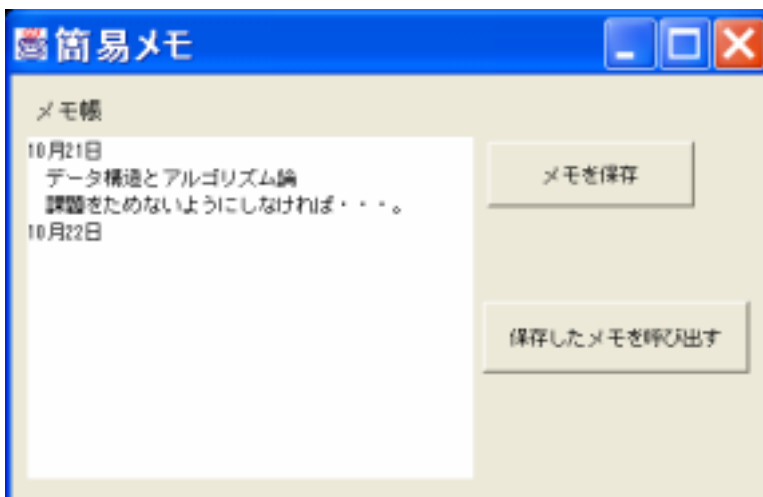 簡易メモ
メモ帳
10月21日
データ構造とアルゴリズム論
課題をためないようにしなければ・・・。
10月22日
メモを保存
保存したメモを呼び出す